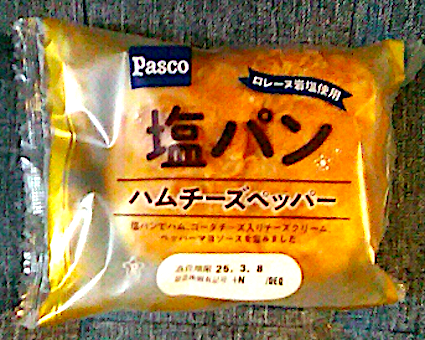 Pasco
ロレーヌ岩塩使用
塩パン
ハムチーズペッパー
塩パンでハム、ゴーダチーズ入りチーズクリーム
ペッパーマヨソースを包みました
消費期限 25.3.8